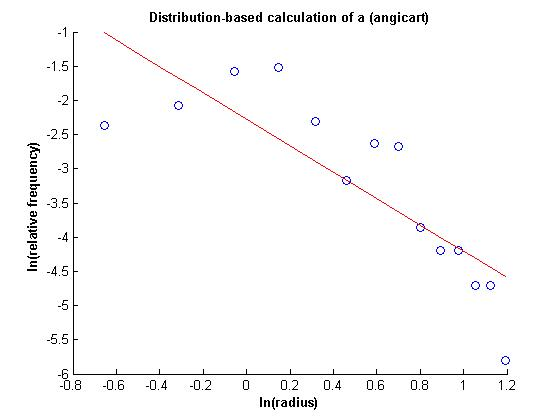 Distribution-based calculation of a (angicart)
-1
-1.5
-2
-2.5
-3
-3.5
-4
-4.5
-5
-5.5
-6
ln(relative frequency)
-0.8 -0.6 -0.4 -0.2 0 0.2 0.4 0.6 0.8 1 1.2
ln(radius)